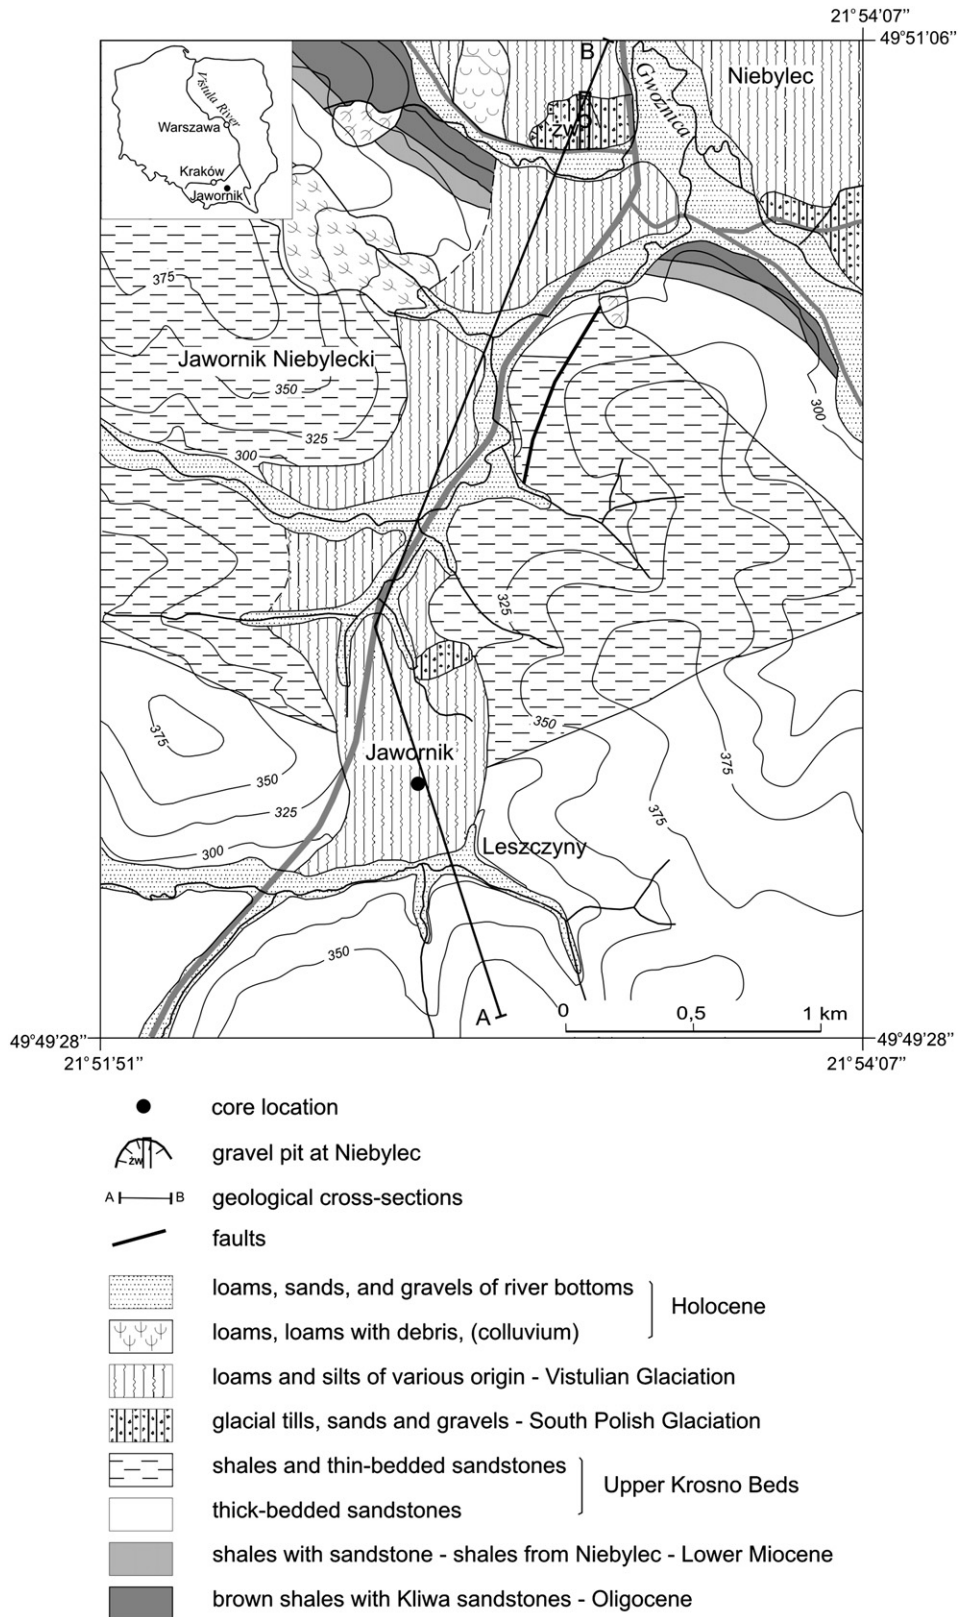 21°54'07''
49°51'06''
B
Niebylec
Gwoźnica
Vistula River
Warszawa
Kraków
Jawornik
żw
375
Jawornik Niebylecki
350
325
300
300
325
350
375
375
Jawornik
350
375
325
300
Leszczyny
350
A
0 0,5 1 km
49°49'28''
49°49'28''
21°51'51''
21°54'07''
core location
żw
gravel pit at Niebylec
A B
geological cross-sections
faults
loams, sands, and gravels of river bottoms
Holocene
loams, loams with debris, (colluvium)
loams and silts of various origin - Vistulian Glaciation
glacial tills, sands and gravels - South Polish Glaciation
shales and thin-bedded sandstones
Upper Krosno Beds
thick-bedded sandstones
shales with sandstone - shales from Niebylec - Lower Miocene
brown shales with Kliwa sandstones - Oligocene